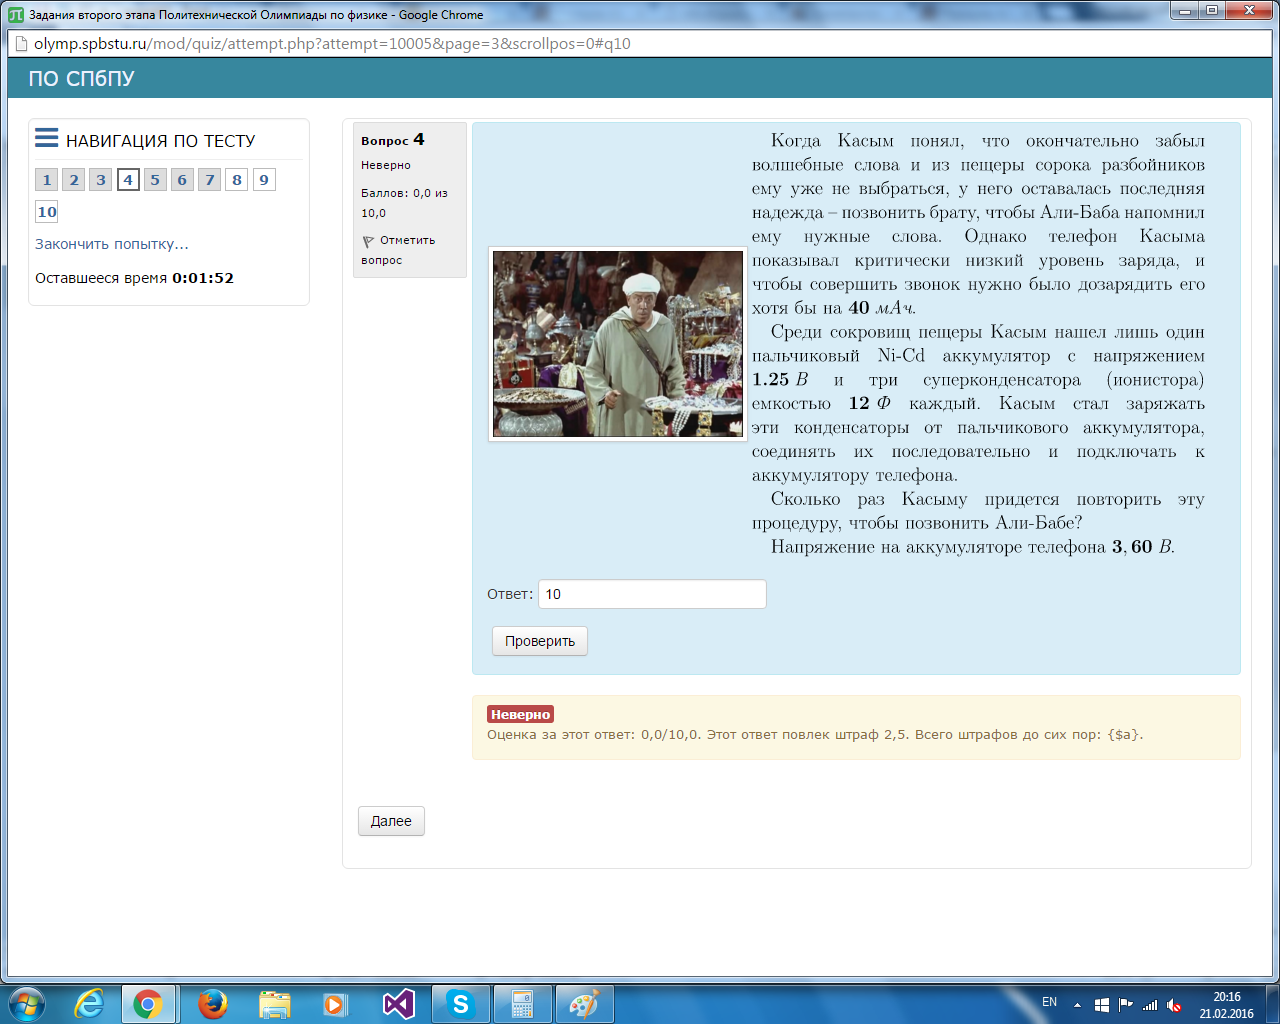 Задания второго этапа Политехнической Олимпиады по физике - Google Chrome
olymp.spbstu.ru/mod/quiz/attempt.php?attempt=10005&page=3&scrollpos=0#q10
ПО СПбПУ
НАВИГАЦИЯ ПО ТЕСТУ
1 2 3 4 5 6 7 8 9
10
Закончить попытку...
Оставшееся время 0:01:52
Вопрос 4
Неверно
Баллов: 0,0 из
10,0
Отметить
вопрос
Когда Касым понял, что окончательно забыл
волшебные слова и из пещеры сорока разбойников
ему уже не выбраться, у него оставалась последняя
надежда – позвонить брату, чтобы Али-Баба напомнил
ему нужные слова. Однако телефон Касыма
показывал критически низкий уровень заряда, и
чтобы совершить звонок нужно было дозарядить его
хотя бы на 40 мАч.
Среди сокровищ пещеры Касым нашел лишь один
пальчиковый Ni-Cd аккумулятор с напряжением
1.25 В и три суперконденсатора (ионистора)
емкостью 12 Ф каждый. Касым стал заряжать
эти конденсаторы от пальчикового аккумулятора,
соединять их последовательно и подключать к
аккумулятору телефона.
Сколько раз Касыму придется повторить эту
процедуру, чтобы позвонить Али-Бабе?
Напряжение на аккумуляторе телефона 3,60 В.
Ответ: 10
Проверить
Неверно
Оценка за этот ответ: 0,0/10,0. Этот ответ повлек штраф 2,5. Всего штрафов до сих пор: {$a}.
Далее
EN
20:16
21.02.2016